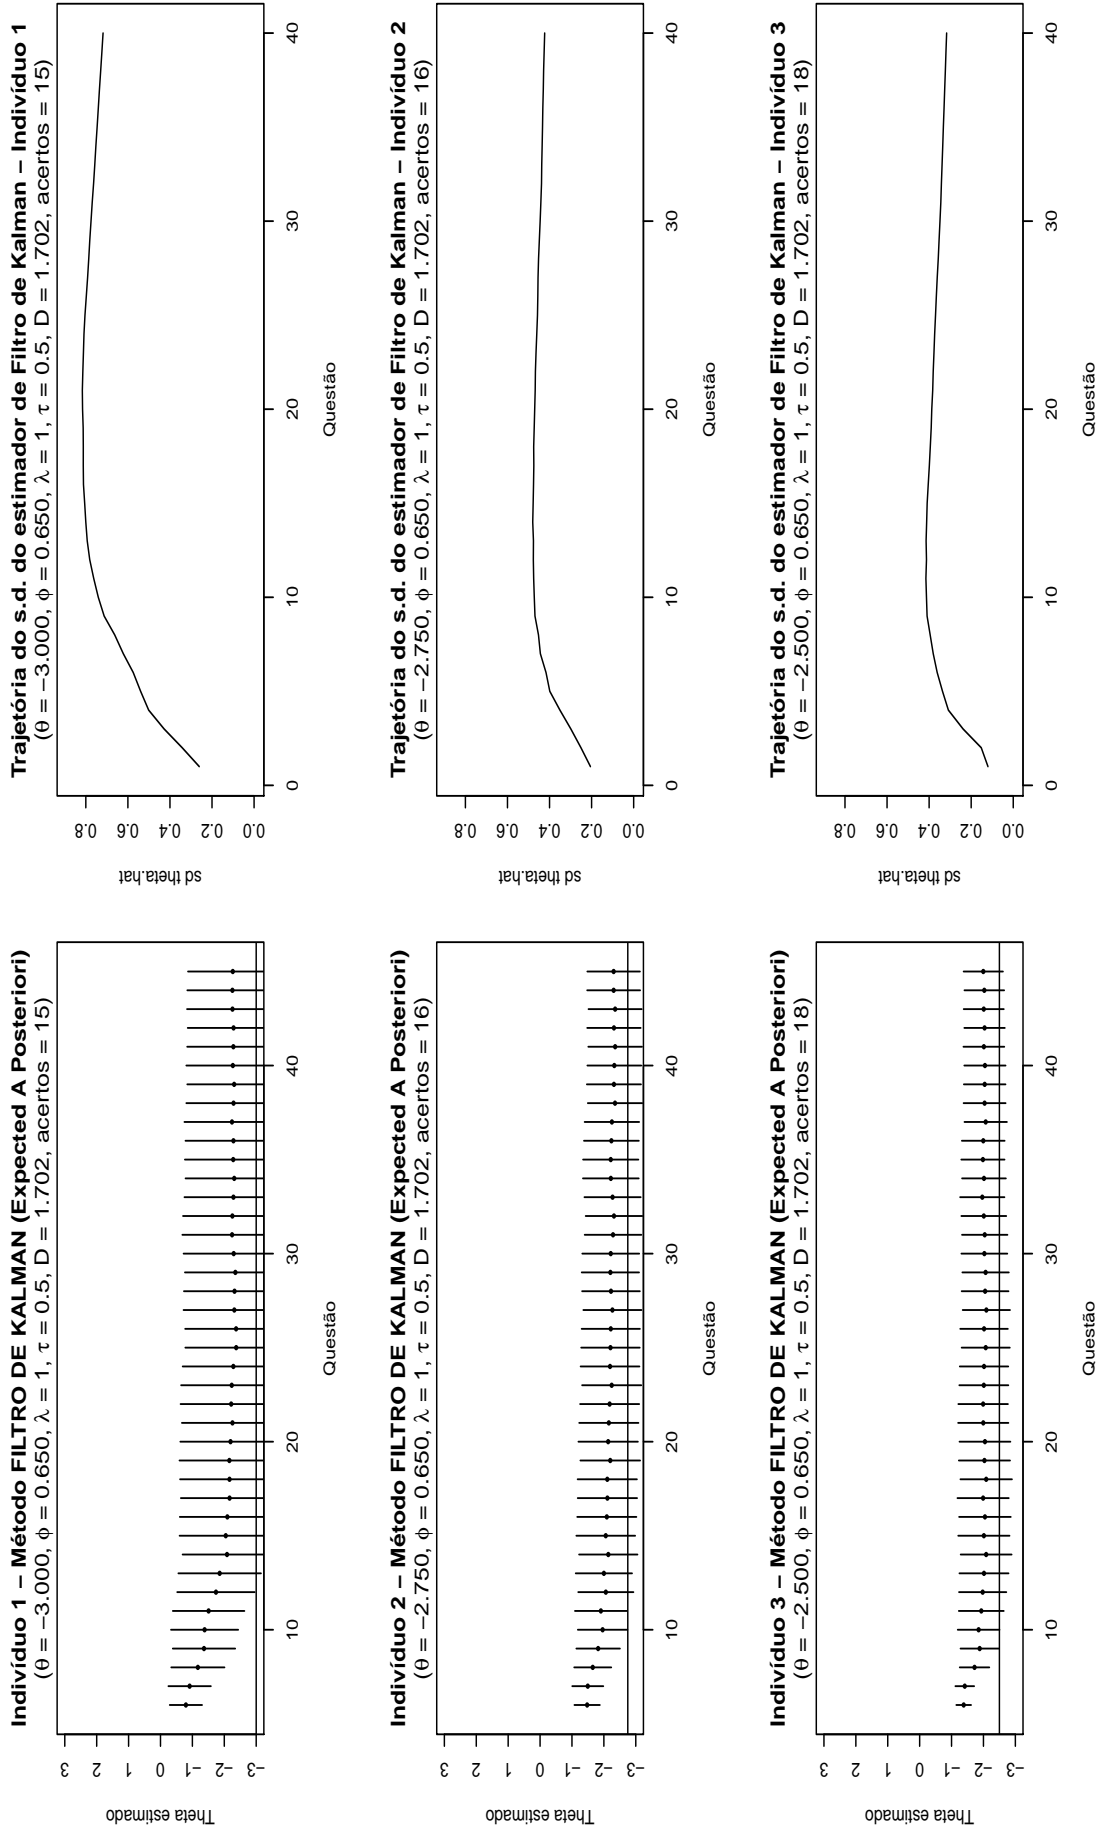 Indivíduo 1 − Método FILTRO DE KALMAN (Expected A Posteriori)
(θ = −3.000, ϕ = 0.650, λ = 1, τ = 0.5, D = 1.702, acertos = 15)
Theta estimado
−3 −2 −1 0 1 2 3
10 20 30 40
Questão
Trajetória do s.d. do estimador de Filtro de Kalman − Indivíduo 1
(θ = −3.000, ϕ = 0.650, λ = 1, τ = 0.5, D = 1.702, acertos = 15)
sd theta.hat
0.0 0.2 0.4 0.6 0.8
0 10 20 30 40
Questão
Indivíduo 2 − Método FILTRO DE KALMAN (Expected A Posteriori)
(θ = −2.750, ϕ = 0.650, λ = 1, τ = 0.5, D = 1.702, acertos = 16)
Theta estimado
−3 −2 −1 0 1 2 3
10 20 30 40
Questão
Trajetória do s.d. do estimador de Filtro de Kalman − Indivíduo 2
(θ = −2.750, ϕ = 0.650, λ = 1, τ = 0.5, D = 1.702, acertos = 16)
sd theta.hat
0.0 0.2 0.4 0.6 0.8
0 10 20 30 40
Questão
Indivíduo 3 − Método FILTRO DE KALMAN (Expected A Posteriori)
(θ = −2.500, ϕ = 0.650, λ = 1, τ = 0.5, D = 1.702, acertos = 18)
Theta estimado
−3 −2 −1 0 1 2 3
10 20 30 40
Questão
Trajetória do s.d. do estimador de Filtro de Kalman − Indivíduo 3
(θ = −2.500, ϕ = 0.650, λ = 1, τ = 0.5, D = 1.702, acertos = 18)
sd theta.hat
0.0 0.2 0.4 0.6 0.8
0 10 20 30 40
Questão